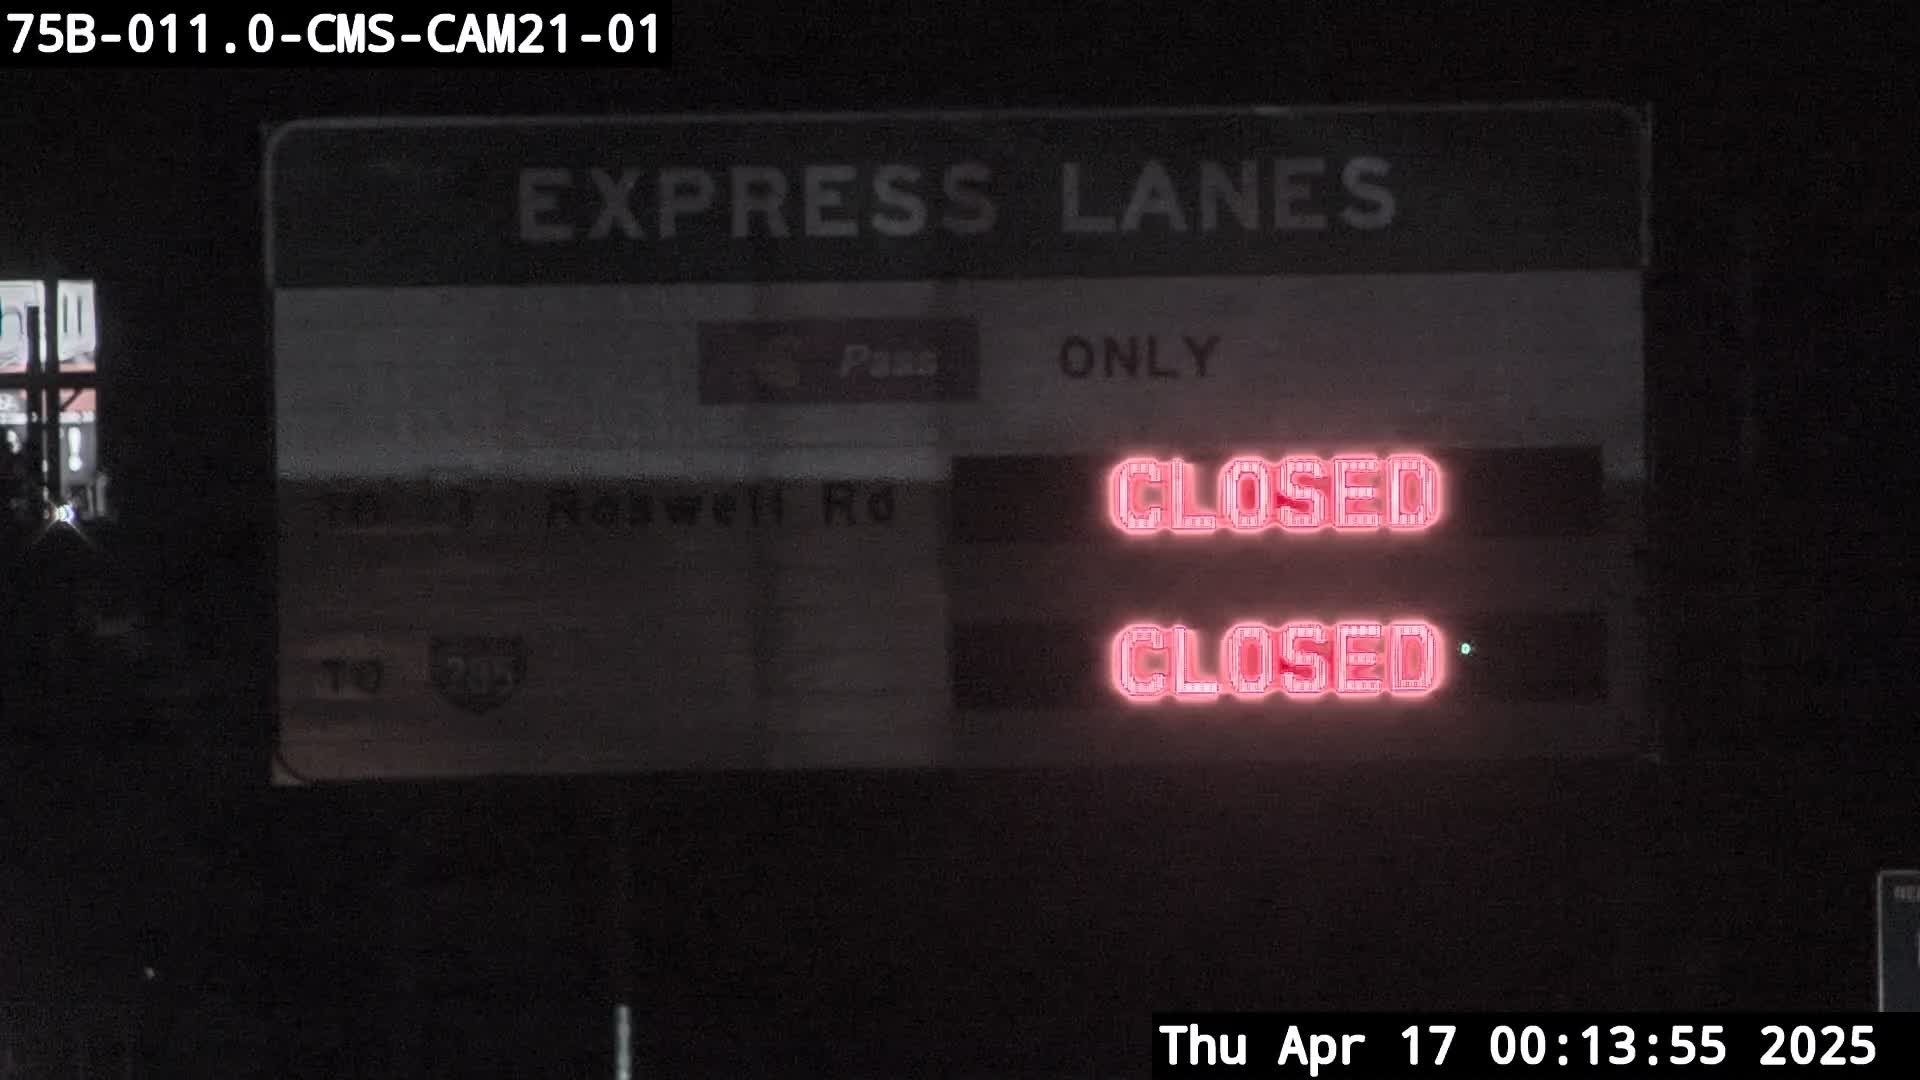 75B-011.0-CMS-CAM21-01
EXPRESS LANES
Pass ONLY
Roswell Rd CLOSED
TO 285 CLOSED
Thu Apr 17 00:13:55 2025